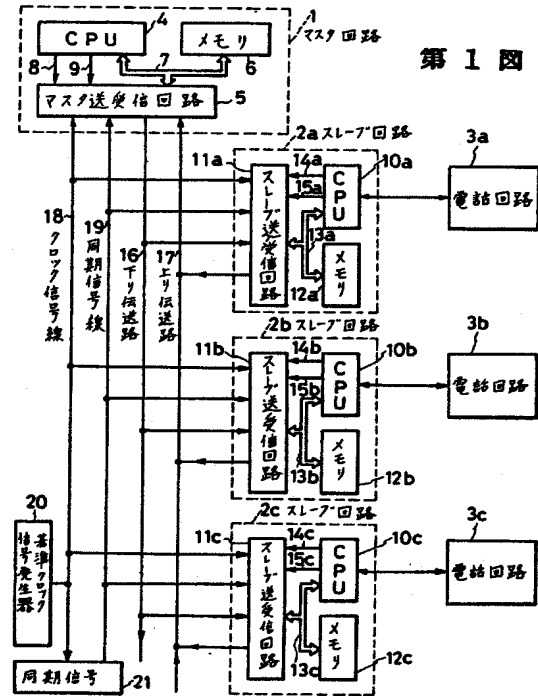 第1図
1
マスタ回路
4
CPU
メモリ
6
8
9
7
マスタ送受信回路
5
2aスレーブ回路
11a
スレーブ送受信回路
14a
15a
10a
CPU
13a
12a
メモリ
3a
電話回路
18
クロック信号線
19
同期信号線
16
下り伝送路
17
上り伝送路
2bスレーブ回路
11b
スレーブ送受信回路
14b
15b
10b
CPU
13b
メモリ
12b
3b
電話回路
2cスレーブ回路
11c
スレーブ送受信回路
14c
15c
10c
CPU
13c
メモリ
12c
3c
電話回路
20
基準クロック
信号発生器
同期信号
21